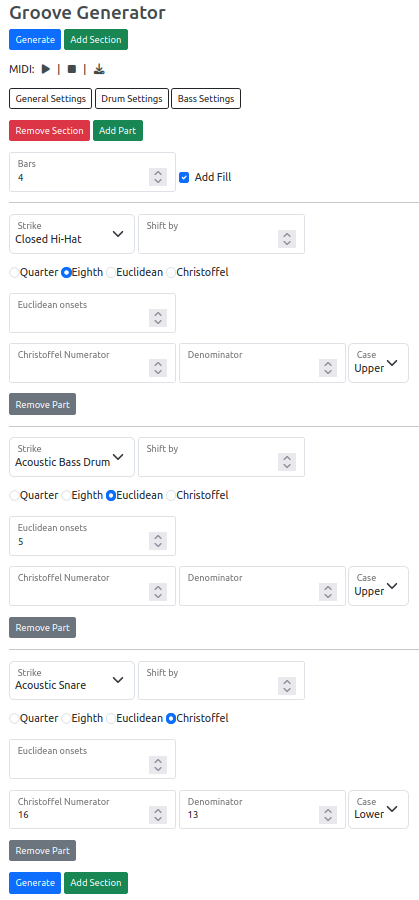 Groove Generator
Generate Add Section
MIDI: | |
General Settings Drum Settings Bass Settings
Remove Section Add Part
Bars
4
Add Fill
Strike Shift by
Closed Hi-Hat
Quarter Eighth Euclidean Christoffel
Euclidean onsets
Christoffel Numerator Denominator Case
Upper
Remove Part
Strike Shift by
Acoustic Bass Drum
Quarter Eighth Euclidean Christoffel
Euclidean onsets
5
Christoffel Numerator Denominator Case
Upper
Remove Part
Strike Shift by
Acoustic Snare
Quarter Eighth Euclidean Christoffel
Euclidean onsets
Christoffel Numerator Denominator Case
16 13 Lower
Remove Part
Generate Add Section